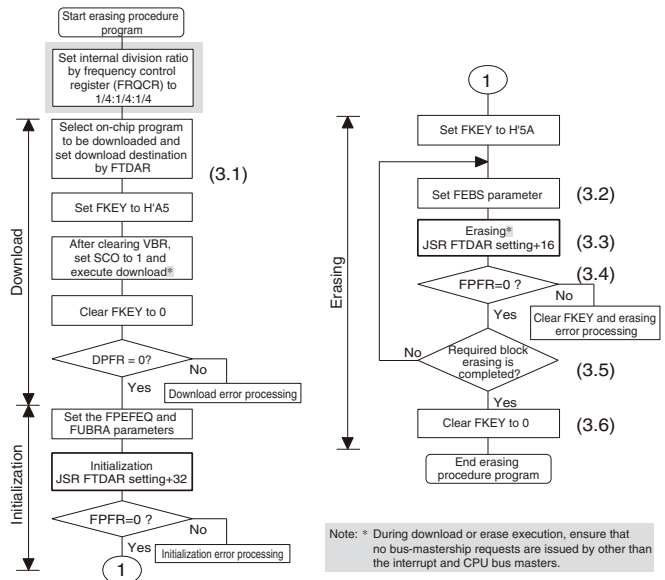 Start erasing procedure
program
Set internal division ratio
by frequency control
register (FRQCR) to
1/4:1/4:1/4
Select on-chip program
to be downloaded and
set download destination
by FTDAR
(3.1)
Set FKEY to H'A5
After clearing VBR,
set SCO to 1 and
execute download*
Clear FKEY to 0
DPFR = 0?
No
Yes
Download error processing
Download
Set the FPEFEQ and
FUBRA parameters
Initialization
JSR FTDAR setting+32
FPFR=0 ?
No
Yes
Initialization error processing
Initialization
1
1
Set FKEY to H'5A
Set FEBS parameter
(3.2)
Erasing*
JSR FTDAR setting+16
(3.3)
(3.4)
FPFR=0 ?
No
Yes
Clear FKEY and erasing
error processing
No
Required block
erasing is
completed?
(3.5)
Yes
Clear FKEY to 0
(3.6)
Erasing
End erasing
procedure program
Note: * During download or erase execution, ensure that
no bus-mastership requests are issued by other than
the interrupt and CPU bus masters.